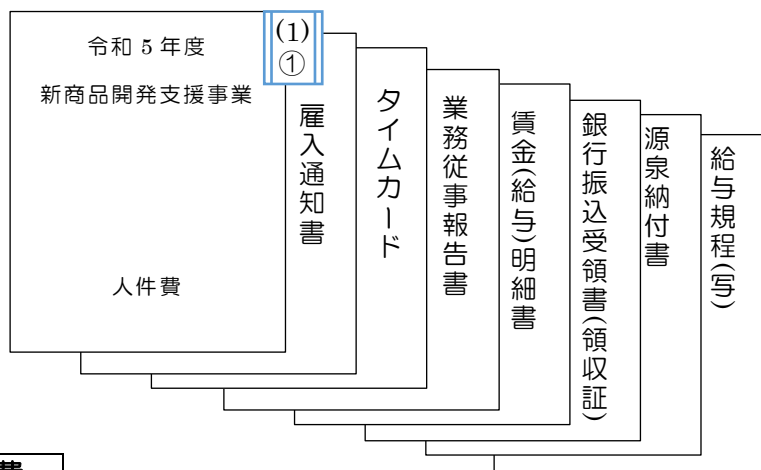 令和5年度
(1)
①
新商品開発支援事業
人件費
雇入通知書
タイムカード
業務従事報告書
賃金(給与)明細書
銀行振込受領書(領収証)
源泉納付書
給与規程(写)
費